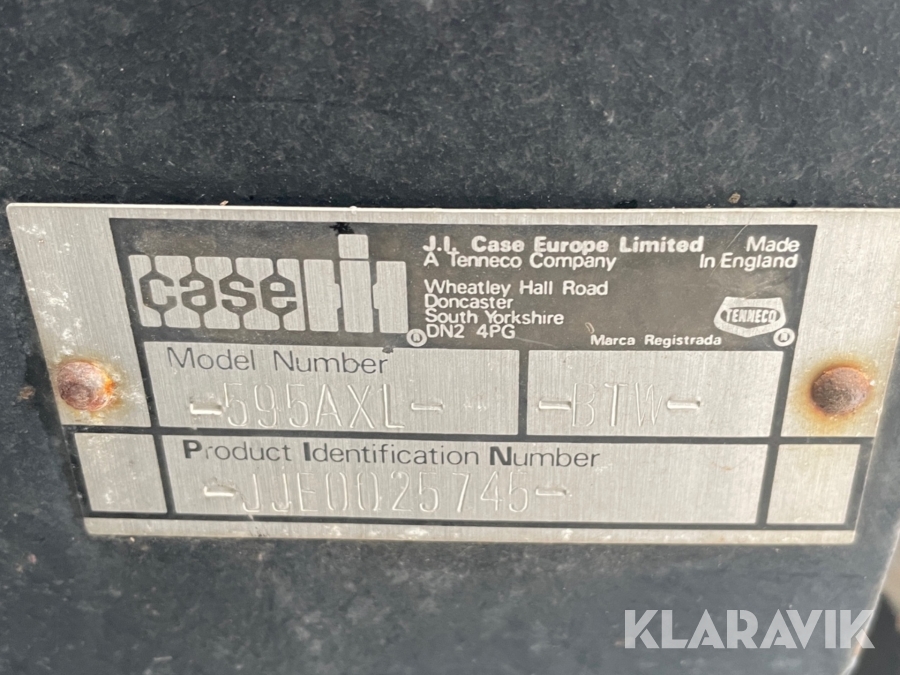 case IH
J.I. Case Europe Limited Made
A Tenneco Company In England
Wheatley Hall Road
Doncaster
South Yorkshire
DN2 4PG
TENNECO
Marca Registrada
Model Number
-595AXL- - -BTW-
Product Identification Number
-JJE0025745-
KLARAVIK